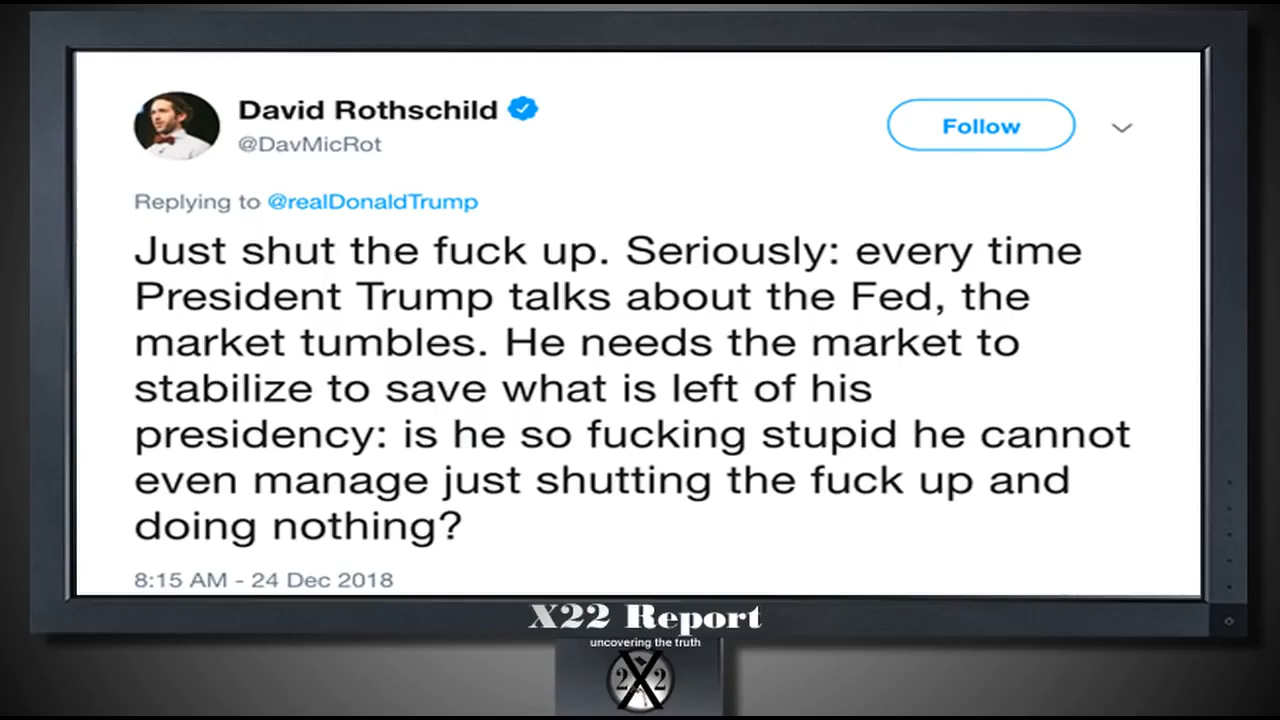 David Rothschild
@DavMicRot
Follow
Replying to @realDonaldTrump
Just shut the fuck up. Seriously: every time
President Trump talks about the Fed, the
market tumbles. He needs the market to
stabilize to save what is left of his
presidency: is he so fucking stupid he cannot
even manage just shutting the fuck up and
doing nothing?
8:15 AM - 24 Dec 2018
X22 Report
uncovering the truth
2X2